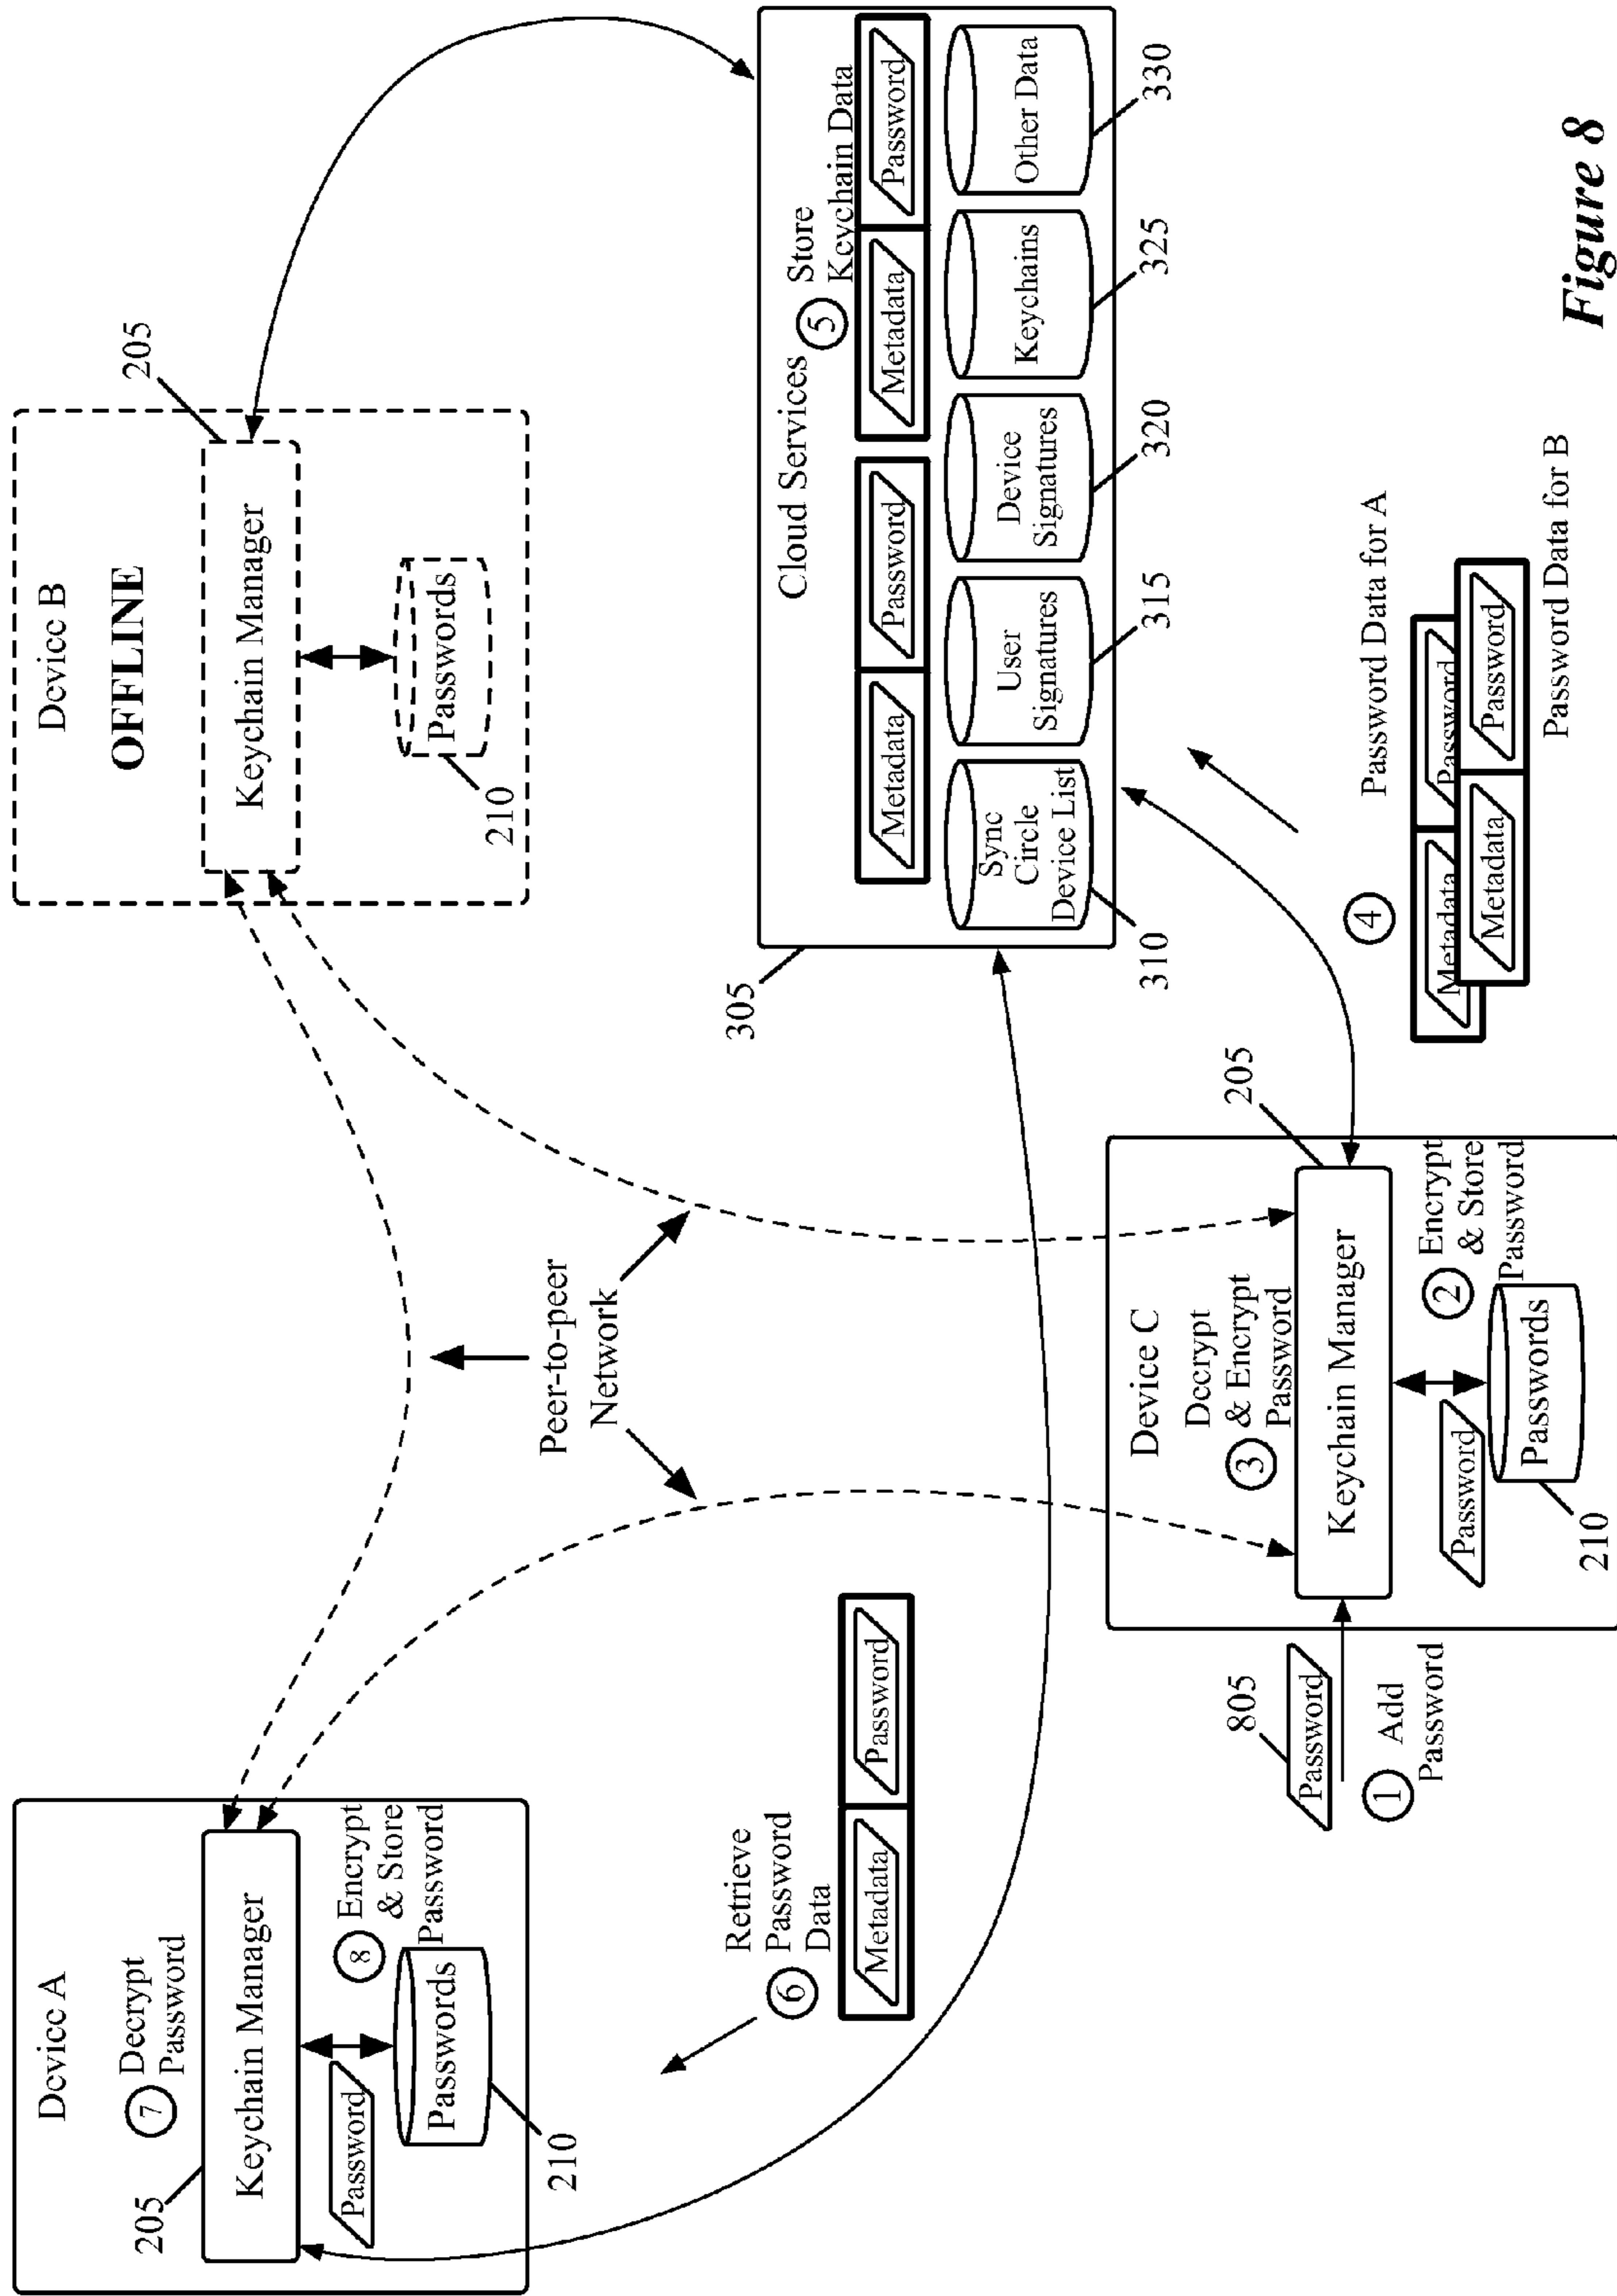 Device A
7
Decrypt
Password
Keychain Manager
205
Password
8
Encrypt
& Store
Password
Passwords
210
Device B
OFFLINE
Keychain Manager
205
Passwords
210
Peer-to-peer
Network
Retrieve
6
Password
Data
Metadata
Password
305
Cloud Services
5
Store
Keychain Data
Metadata
Password
Metadata
Password
Sync
Circle
Device List
User
Signatures
Device
Signatures
Keychains
Other Data
310
315
320
325
330
805
Password
1
Add
Password
Device C
3
Decrypt
& Encrypt
Password
205
Keychain Manager
Password
2
Encrypt
& Store
Password
Passwords
210
4
Password Data for A
Metadata
Password
Metadata
Password
Password Data for B
Figure 8